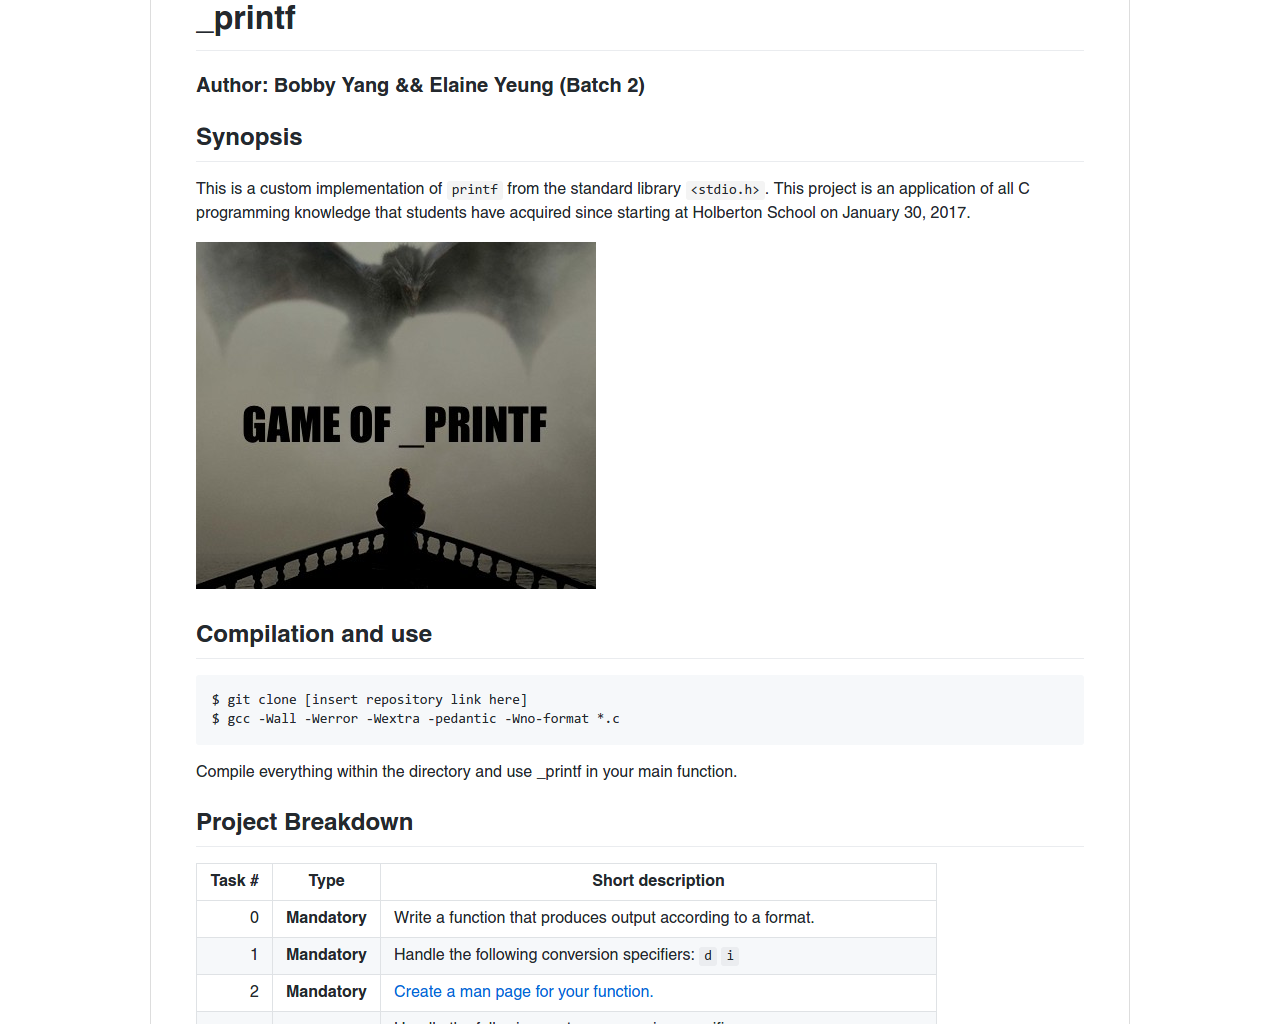 _printf
Author: Bobby Yang && Elaine Yeung (Batch 2)
Synopsis
This is a custom implementation of printf from the standard library <stdio.h>. This project is an application of all C
programming knowledge that students have acquired since starting at Holberton School on January 30, 2017.
GAME OF _PRINTF
Compilation and use
$ git clone [insert repository link here]
$ gcc -Wall -Werror -Wextra -pedantic -Wno-format *.c
Compile everything within the directory and use _printf in your main function.
Project Breakdown
Task # Type Short description
0 Mandatory Write a function that produces output according to a format.
1 Mandatory Handle the following conversion specifiers: d i
2 Mandatory Create a man page for your function.